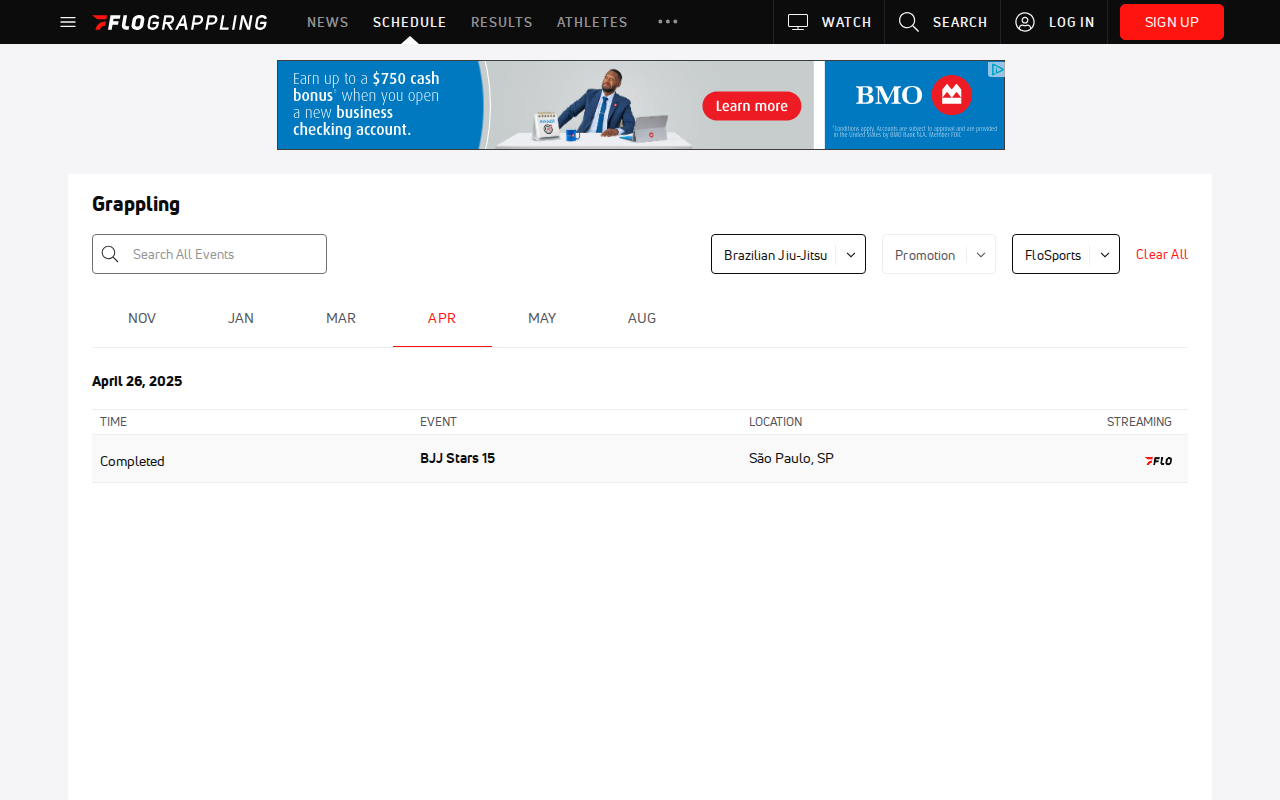 FLOGRAPPLING NEWS SCHEDULE RESULTS ATHLETES ••• WATCH SEARCH LOG IN SIGN UP
Earn up to a $750 cash
bonus* when you open
a new business
checking account.
WINNER
Learn more
BMO
*Conditions apply. Accounts are subject to approval and are provided
in the United States by BMO Bank N.A. Member FDIC
Grappling
Search All Events Brazilian Jiu-Jitsu Promotion FloSports Clear All
NOV JAN MAR APR MAY AUG
April 26, 2025
TIME EVENT LOCATION STREAMING
Completed BJJ Stars 15 São Paulo, SP FLO